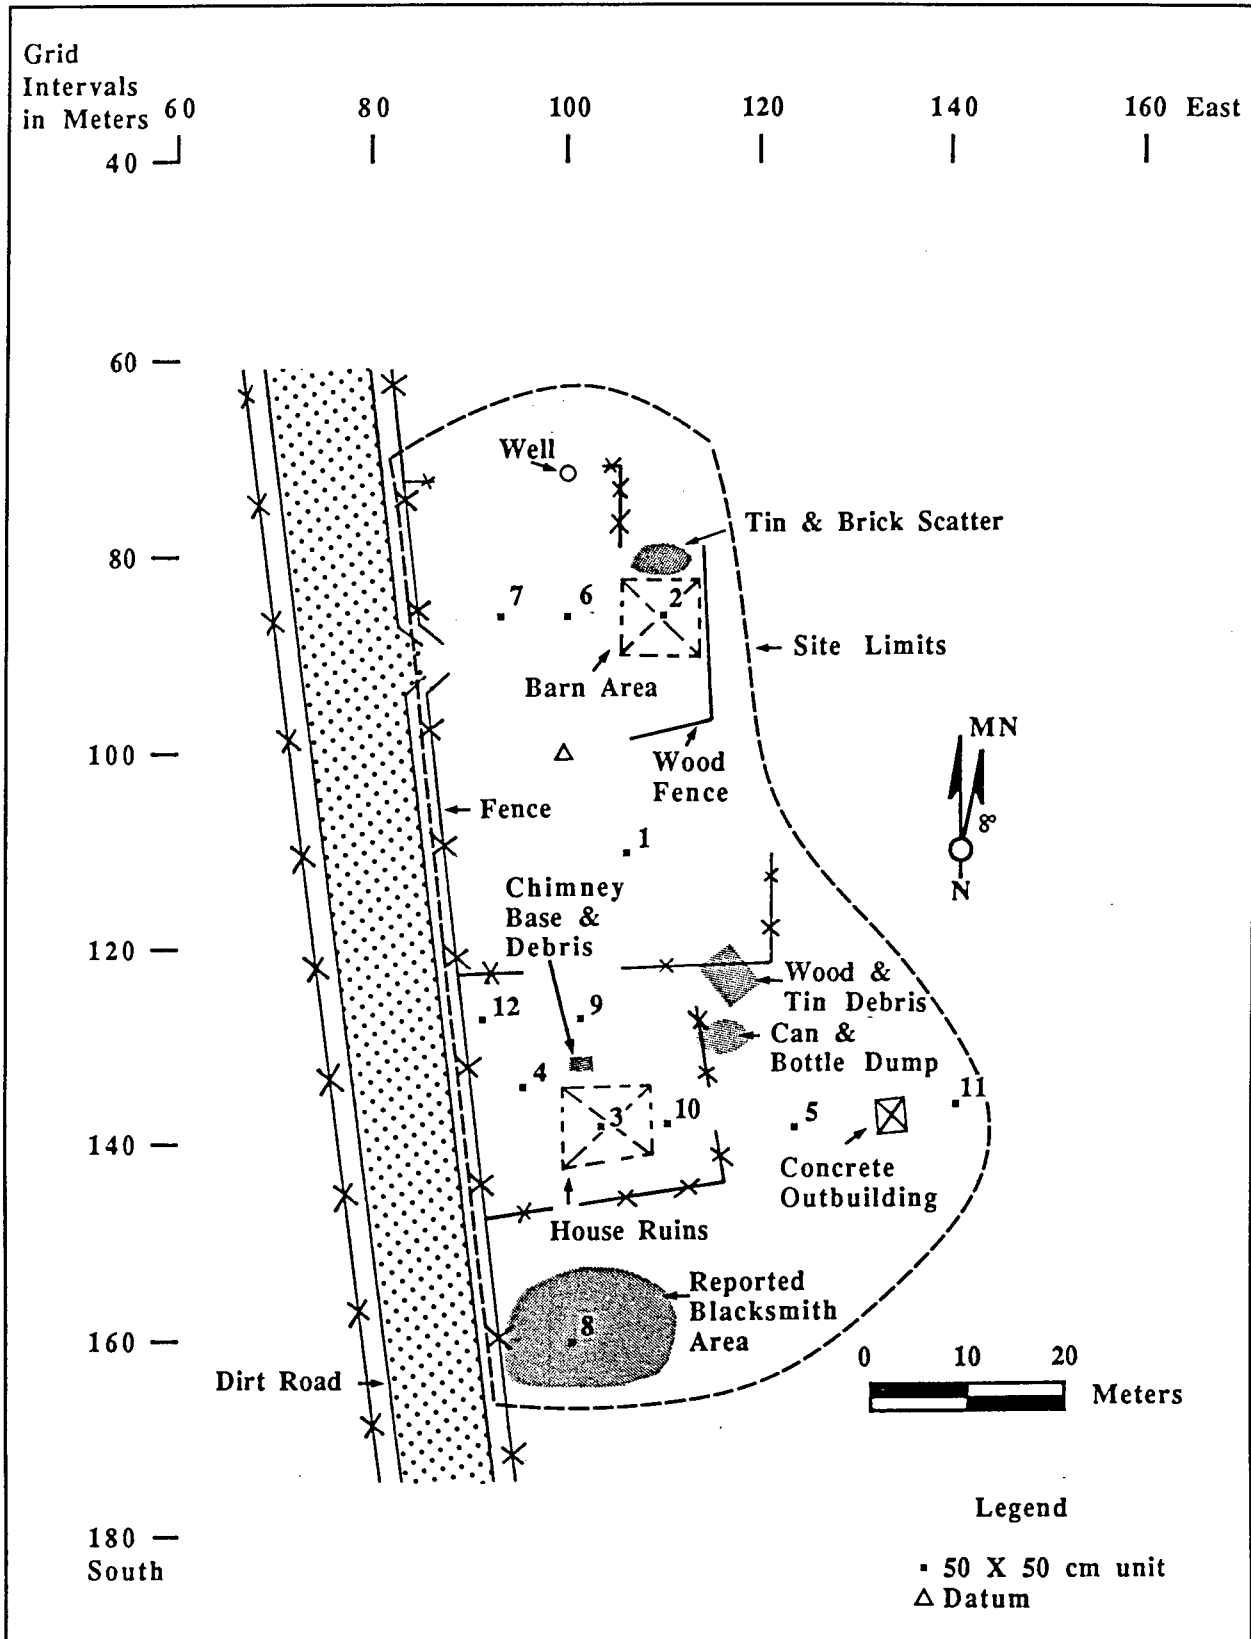 Grid
Intervals
in Meters
60 80 100 120 140 160 East
40
60
Well
Tin & Brick Scatter
80
7 6 2
Site Limits
Barn Area
MN
100
Wood
Fence
Fence
8°
1
N
Chimney
Base &
Debris
120
Wood &
Tin Debris
12 9
Can &
Bottle Dump
4
11
3 10 5
140
Concrete
Outbuilding
House Ruins
Reported
Blacksmith
Area
8
160
0 10 20
Dirt Road
Meters
Legend
180
South
50 X 50 cm unit
Datum